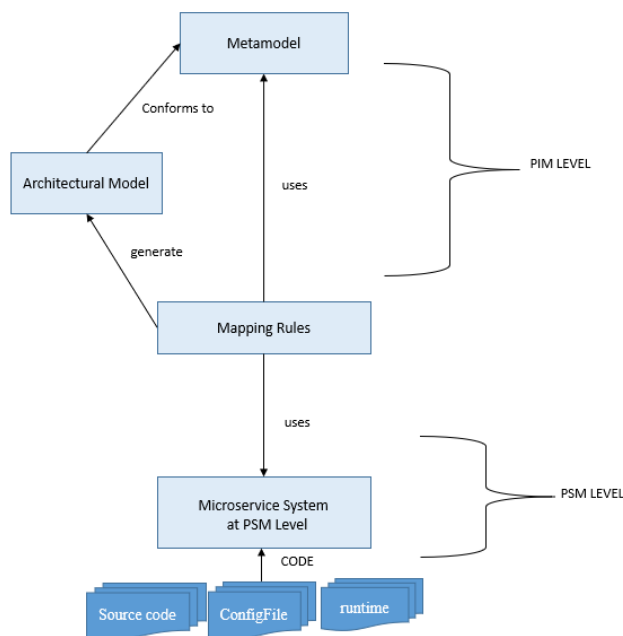 Metamodel
Conforms to
PIM LEVEL
Architectural Model
uses
generate
Mapping Rules
uses
Microservice System
at PSM Level
PSM LEVEL
CODE
Source code
ConfigFile
runtime